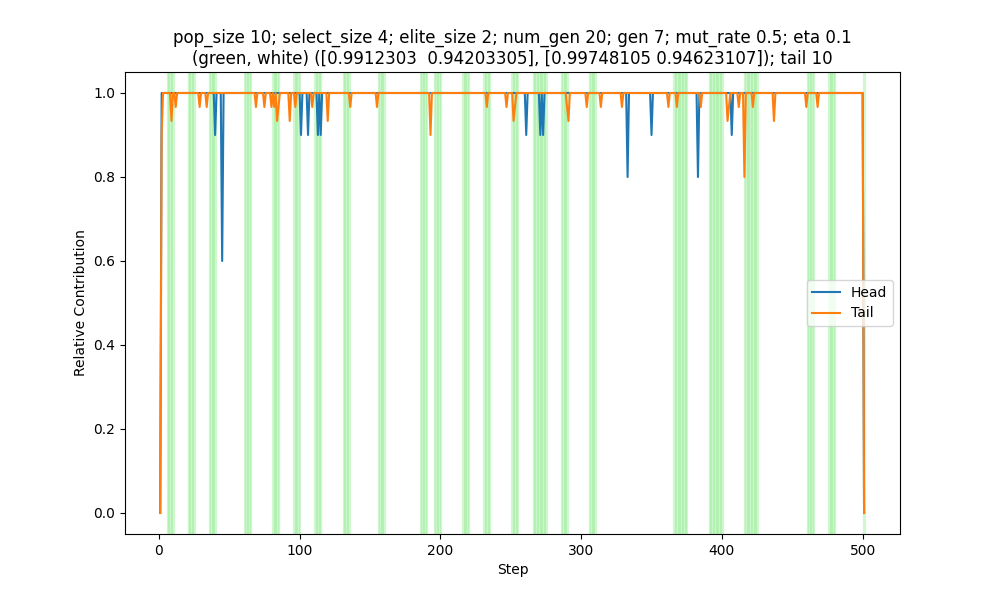 pop_size 10; select_size 4; elite_size 2; num_gen 20; gen 7; mut_rate 0.5; eta 0.1
(green, white) ([0.9912303  0.94203305], [0.99748105 0.94623107]); tail 10
1.0
0.8
0.6
0.4
0.2
0.0
Relative Contribution
Head
Tail
0
100
200
300
400
500
Step